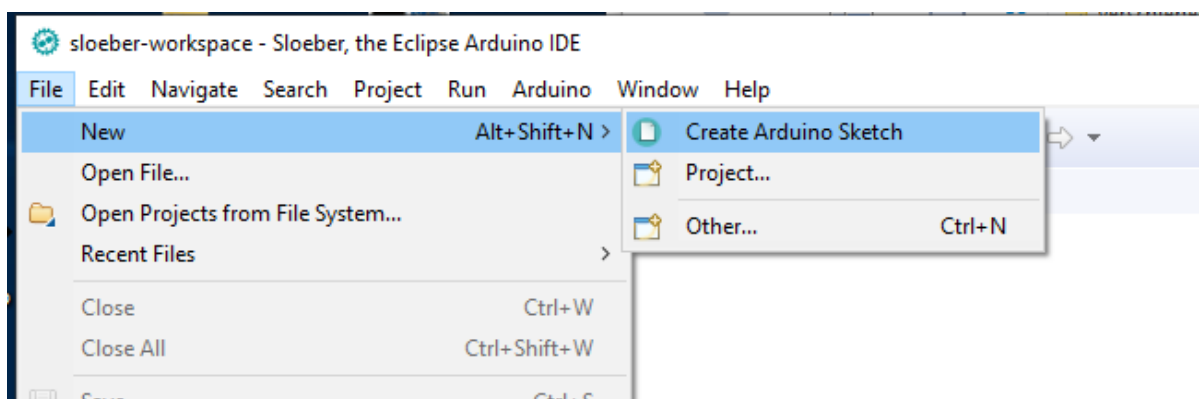 sloeber-workspace - Sloeber, the Eclipse Arduino IDE
File Edit Navigate Search Project Run Arduino Window Help
New Alt+Shift+N >
Create Arduino Sketch
Open File...
Project...
Open Projects from File System...
Other... Ctrl+N
Recent Files >
Close Ctrl+W
Close All Ctrl+Shift+W